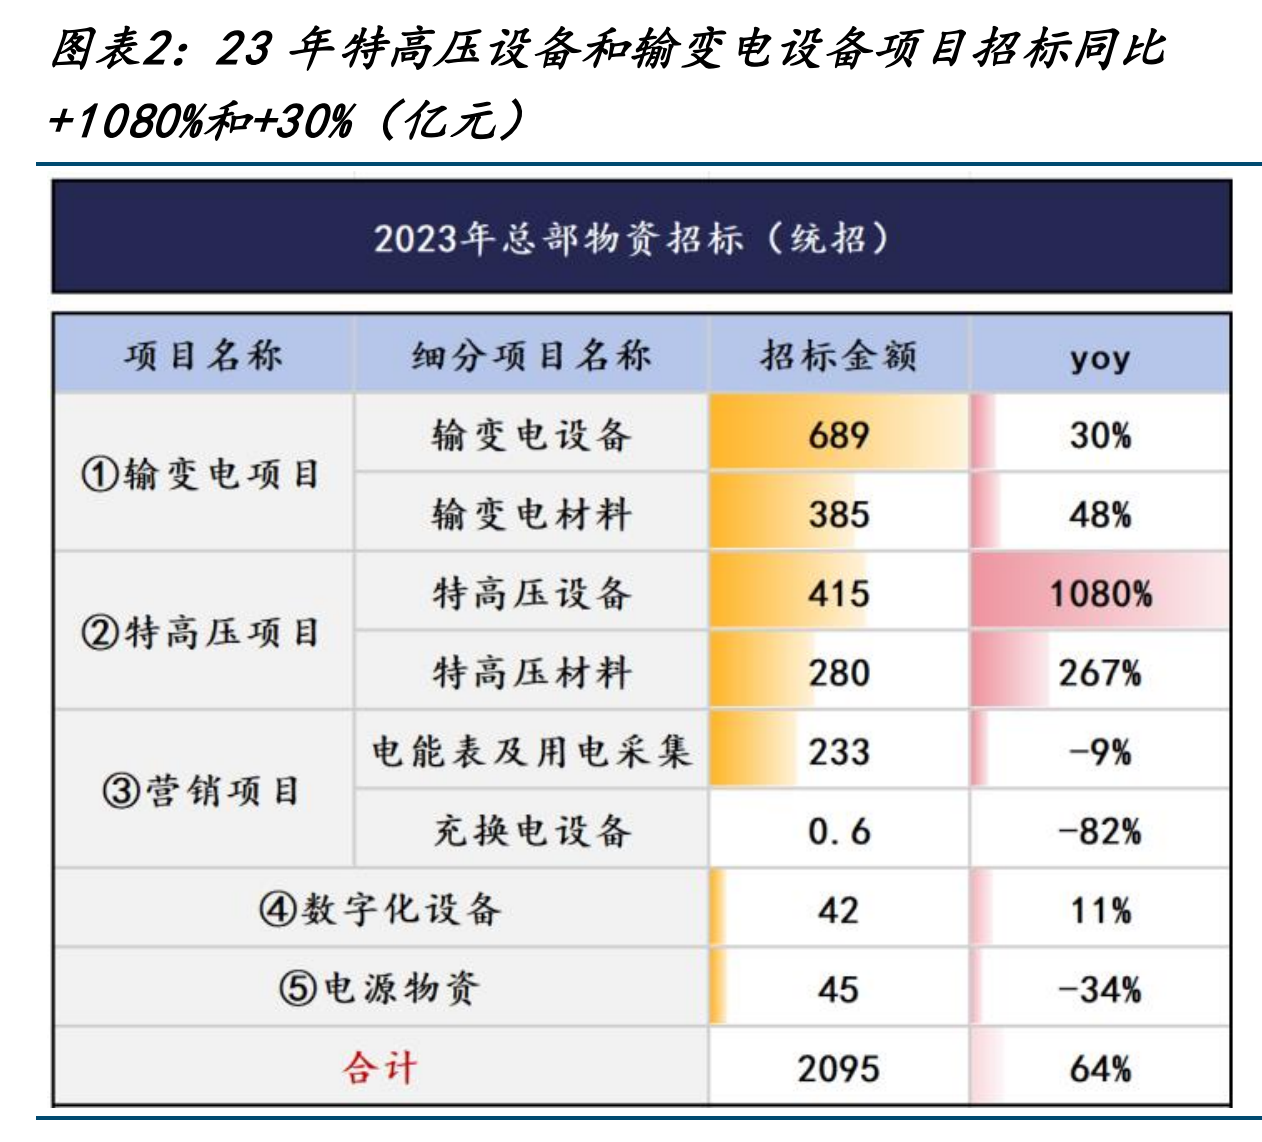 图表2：23 年特高压设备和输变电设备项目招标同比
+1080%和+30%（亿元）
2023年总部物资招标（统招）
项目名称 细分项目名称 招标金额 yoy
①输变电项目 输变电设备 689 30%
输变电材料 385 48%
②特高压项目 特高压设备 415 1080%
特高压材料 280 267%
③营销项目 电能表及用电采集 233 -9%
充换电设备 0.6 -82%
④数字化设备 42 11%
⑤电源物资 45 -34%
合计 2095 64%